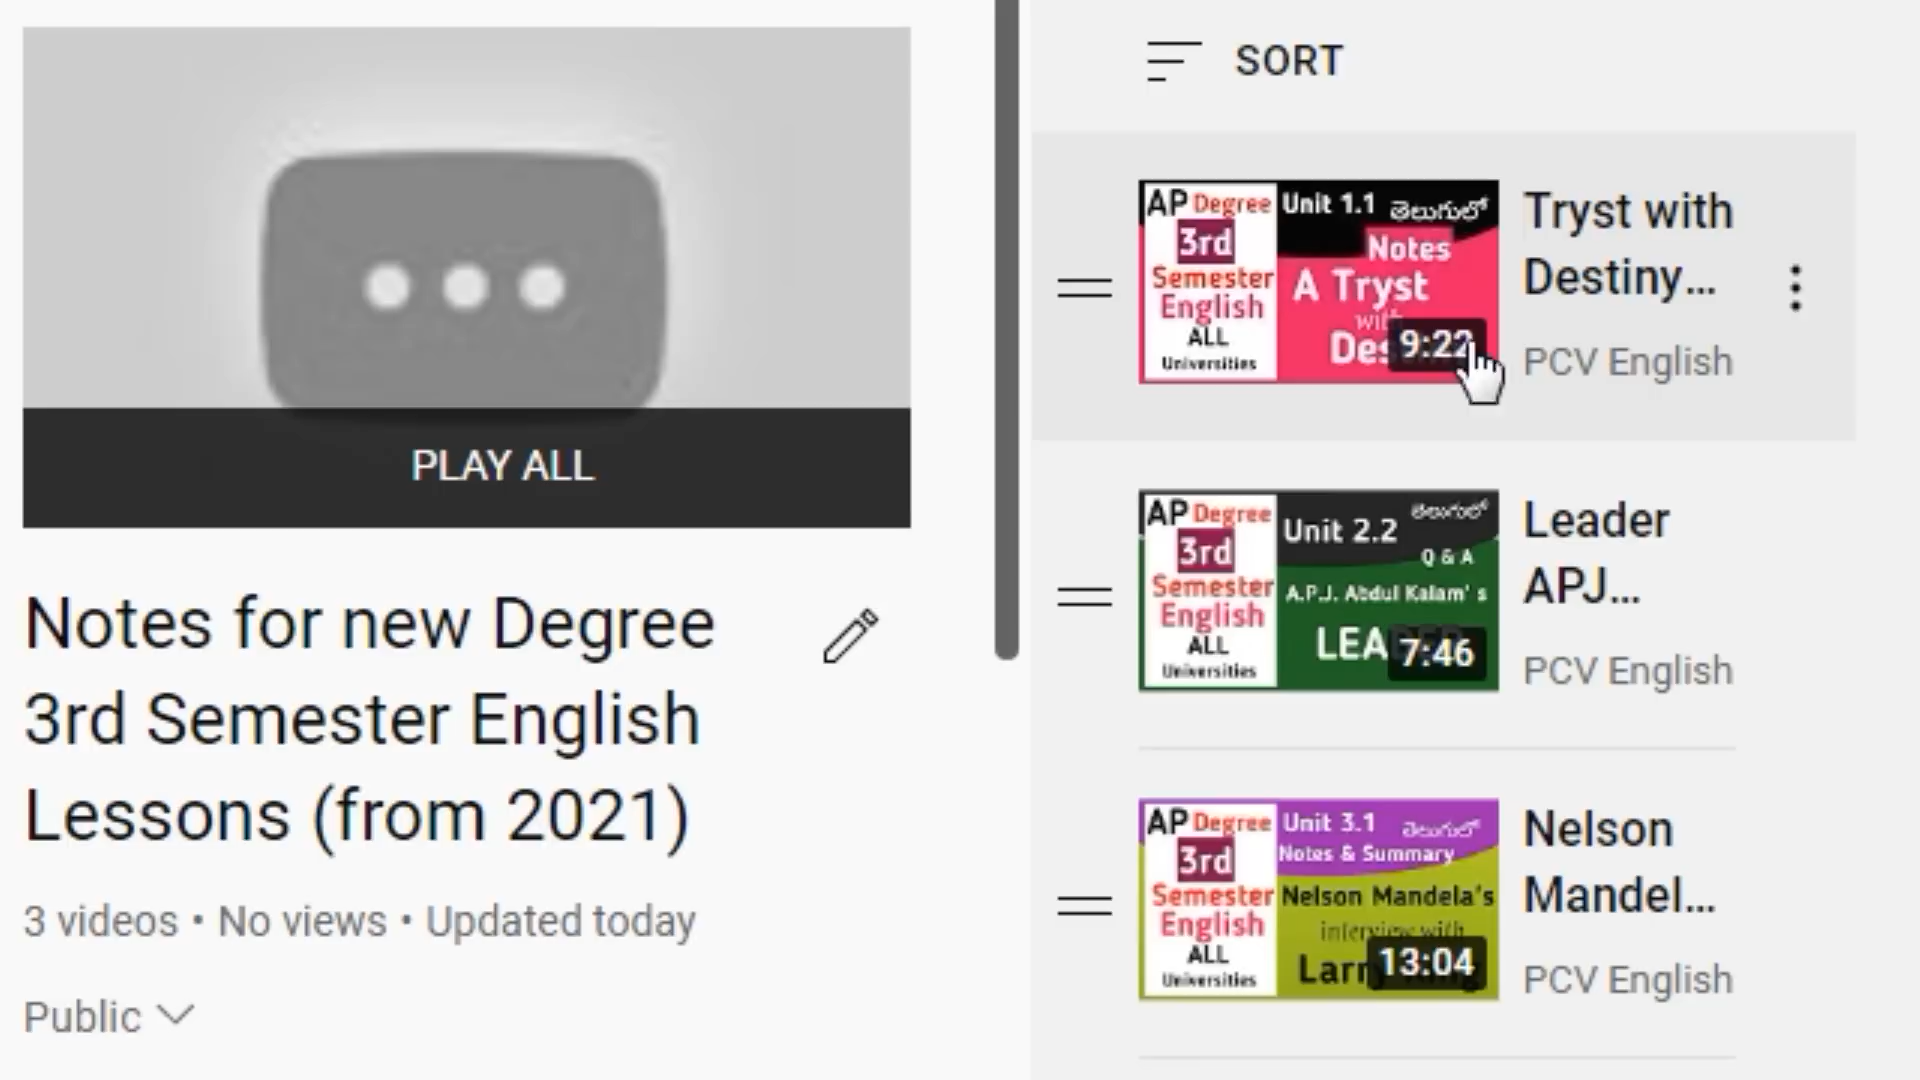 PLAY ALL
Notes for new Degree
3rd Semester English
Lessons (from 2021)
3 videos • No views • Updated today
Public
SORT
AP Degree
3rd
Semester
English
ALL
Universities
Unit 1.1 తెలుగులో
Notes
A Tryst
with
9:22
Tryst with
Destiny...
PCV English
AP Degree
3rd
Semester
English
ALL
Universities
Unit 2.2 తెలుగులో
Q & A
A.P.J. Abdul Kalam' s
7:46
Leader
APJ...
PCV English
AP Degree
3rd
Semester
English
ALL
Universities
Unit 3.1 తెలుగులో
Notes & Summary
Nelson Mandela's
interview with
13:04
Nelson
Mandel...
PCV English